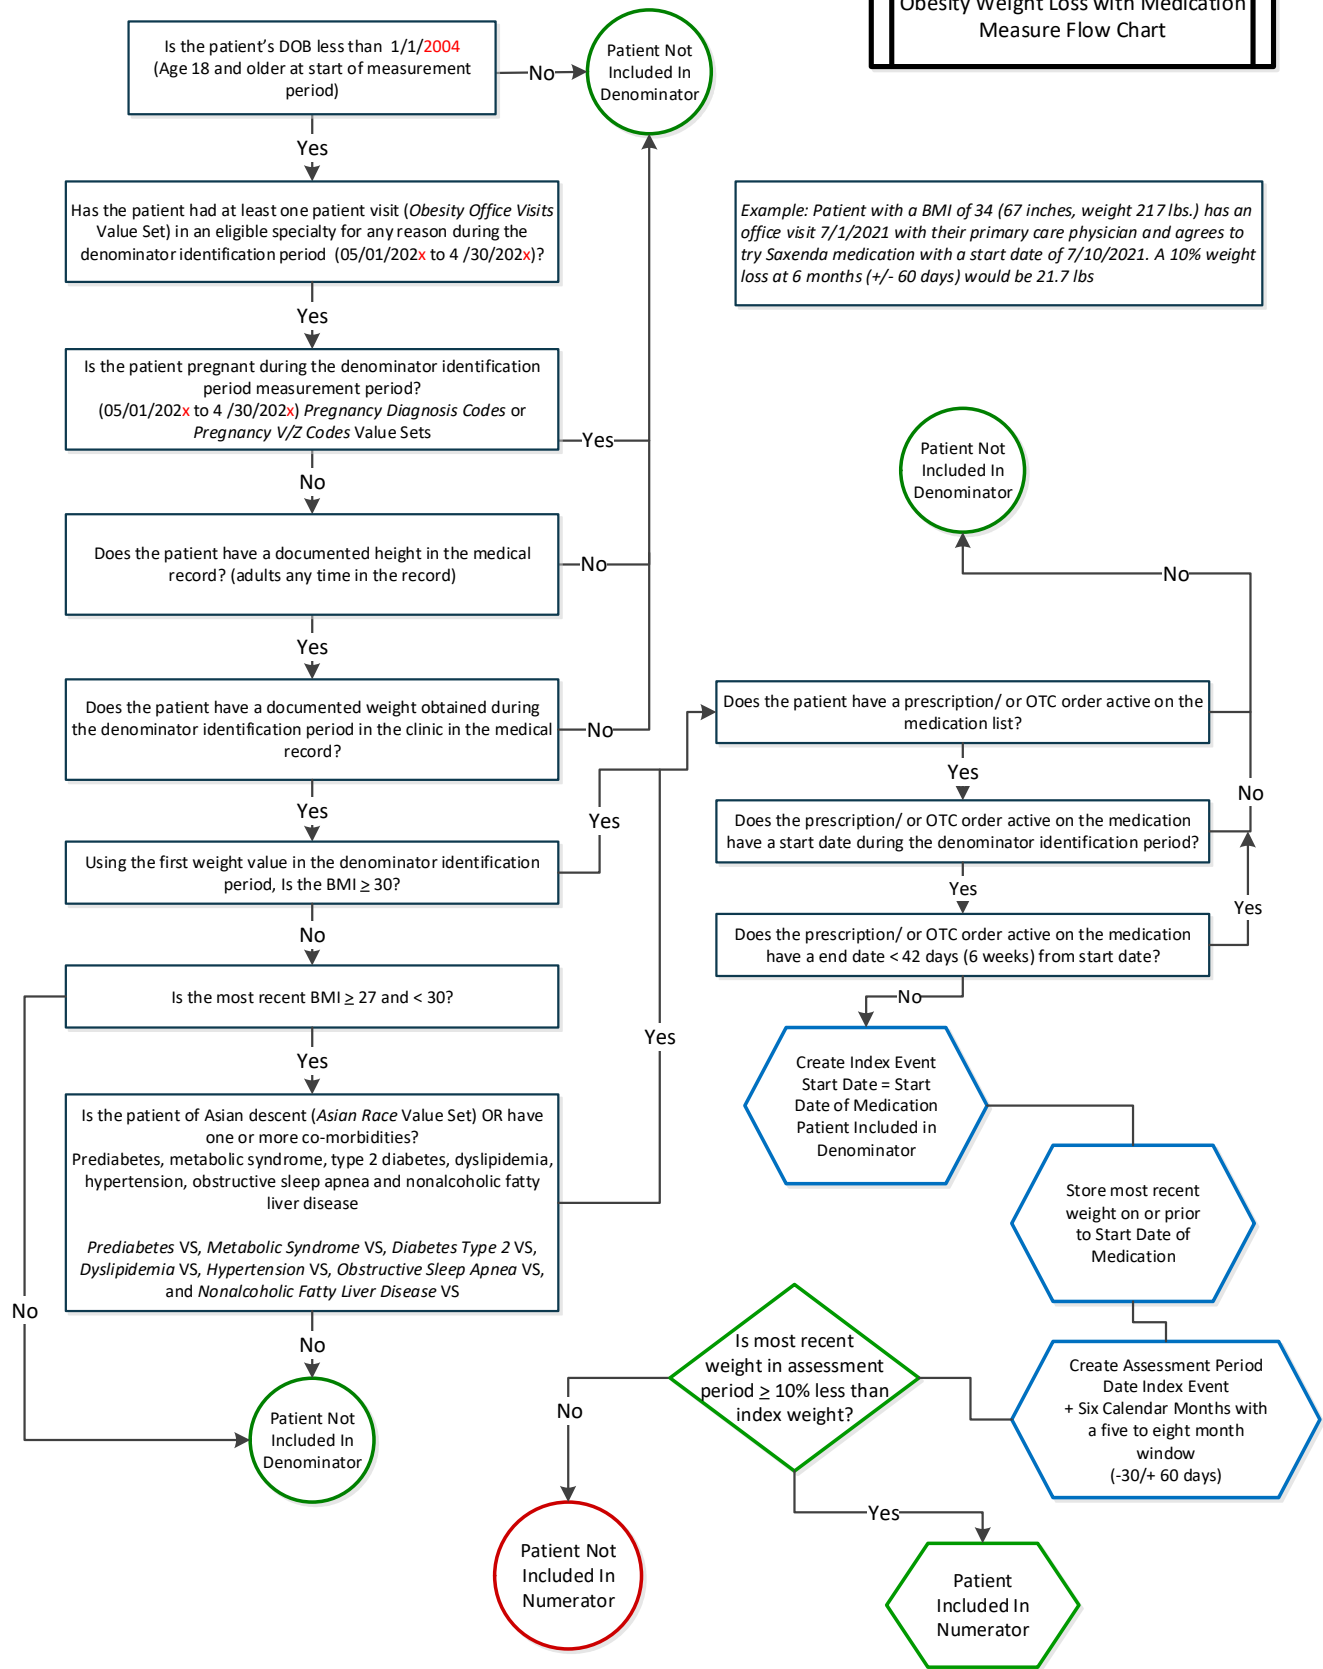 Obesity Weight Loss with Medication
Measure Flow Chart
Is the patient's DOB less than 1/1/2004
(Age 18 and older at start of measurement
period)
No
Patient Not
Included In
Denominator
Yes
Has the patient had at least one patient visit (Obesity Office Visits
Value Set) in an eligible specialty for any reason during the
denominator identification period (05/01/202x to 4 /30/202x)?
Example: Patient with a BMI of 34 (67 inches, weight 217 lbs.) has an
office visit 7/1/2021 with their primary care physician and agrees to
try Saxenda medication with a start date of 7/10/2021. A 10% weight
loss at 6 months (+/- 60 days) would be 21.7 lbs
Yes
Is the patient pregnant during the denominator identification
period measurement period?
(05/01/202x to 4 /30/202x) Pregnancy Diagnosis Codes or
Pregnancy V/Z Codes Value Sets
Yes
No
Does the patient have a documented height in the medical
record? (adults any time in the record)
No
Yes
Does the patient have a documented weight obtained during
the denominator identification period in the clinic in the medical
record?
No
Yes
Using the first weight value in the denominator identification
period, Is the BMI ≥ 30?
Yes
No
Is the most recent BMI ≥ 27 and < 30?
No
Yes
Is the patient of Asian descent (Asian Race Value Set) OR have
one or more co-morbidities?
Prediabetes, metabolic syndrome, type 2 diabetes, dyslipidemia,
hypertension, obstructive sleep apnea and nonalcoholic fatty
liver disease
Prediabetes VS, Metabolic Syndrome VS, Diabetes Type 2 VS,
Dyslipidemia VS, Hypertension VS, Obstructive Sleep Apnea VS,
and Nonalcoholic Fatty Liver Disease VS
Yes
No
Patient Not
Included In
Denominator
Patient Not
Included In
Denominator
No
Does the patient have a prescription/ or OTC order active on the
medication list?
Yes
No
Does the prescription/ or OTC order active on the medication
have a start date during the denominator identification period?
Yes
Yes
Does the prescription/ or OTC order active on the medication
have a end date < 42 days (6 weeks) from start date?
No
Create Index Event
Start Date = Start
Date of Medication
Patient Included in
Denominator
Store most recent
weight on or prior
to Start Date of
Medication
Create Assessment Period
Date Index Event
+ Six Calendar Months with
a five to eight month
window
(-30/+ 60 days)
Is most recent
weight in assessment
period ≥ 10% less than
index weight?
No
Yes
Patient Not
Included In
Numerator
Patient
Included In
Numerator